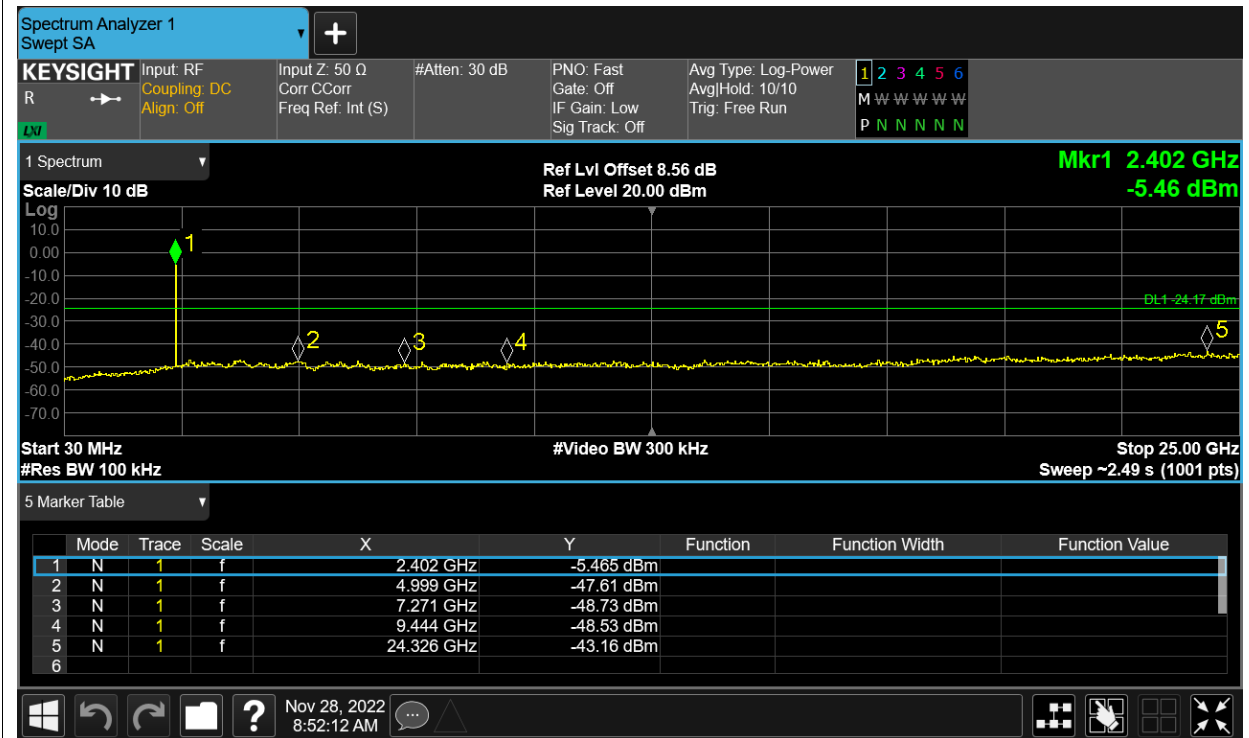 Spectrum Analyzer 1
Swept SA
KEYSIGHT Input: RF Input Z: 50 Ω #Atten: 30 dB PNO: Fast Avg Type: Log-Power 1 2 3 4 5 6
R Coupling: DC Corr CCorr Gate: Off Avg|Hold: 10/10 M W W W W W
Align: Off Freq Ref: Int (S) IF Gain: Low Trig: Free Run
LXI Sig Track: Off P N N N N N
1 Spectrum Ref Lvl Offset 8.56 dB Mkr1 2.402 GHz
Scale/Div 10 dB Ref Level 20.00 dBm -5.46 dBm
Log
10.0
1
0.00
-10.0
-20.0 DL1 -24.17 dBm
-30.0
2 3 4 5
-40.0
-50.0
-60.0
-70.0
Start 30 MHz #Video BW 300 kHz Stop 25.00 GHz
#Res BW 100 kHz Sweep ~2.49 s (1001 pts)
5 Marker Table
Mode Trace Scale X Y Function Function Width Function Value
1 N 1 f 2.402 GHz -5.465 dBm
2 N 1 f 4.999 GHz -47.61 dBm
3 N 1 f 7.271 GHz -48.73 dBm
4 N 1 f 9.444 GHz -48.53 dBm
5 N 1 f 24.326 GHz -43.16 dBm
6
? Nov 28, 2022
8:52:12 AM